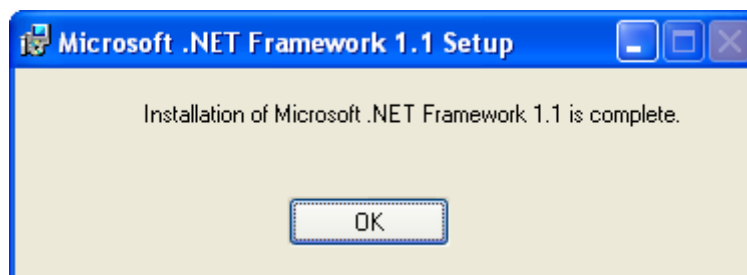 Microsoft .NET Framework 1.1 Setup
Installation of Microsoft .NET Framework 1.1 is complete.
OK